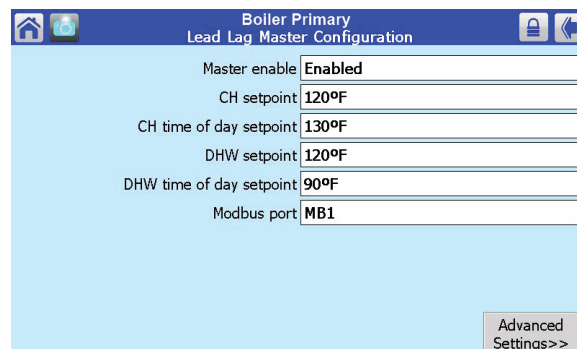 Boiler Primary
Lead Lag Master Configuration
Master enable Enabled
CH setpoint 120ºF
CH time of day setpoint 130ºF
DHW setpoint 120ºF
DHW time of day setpoint 90ºF
Modbus port MB1
Advanced
Settings>>